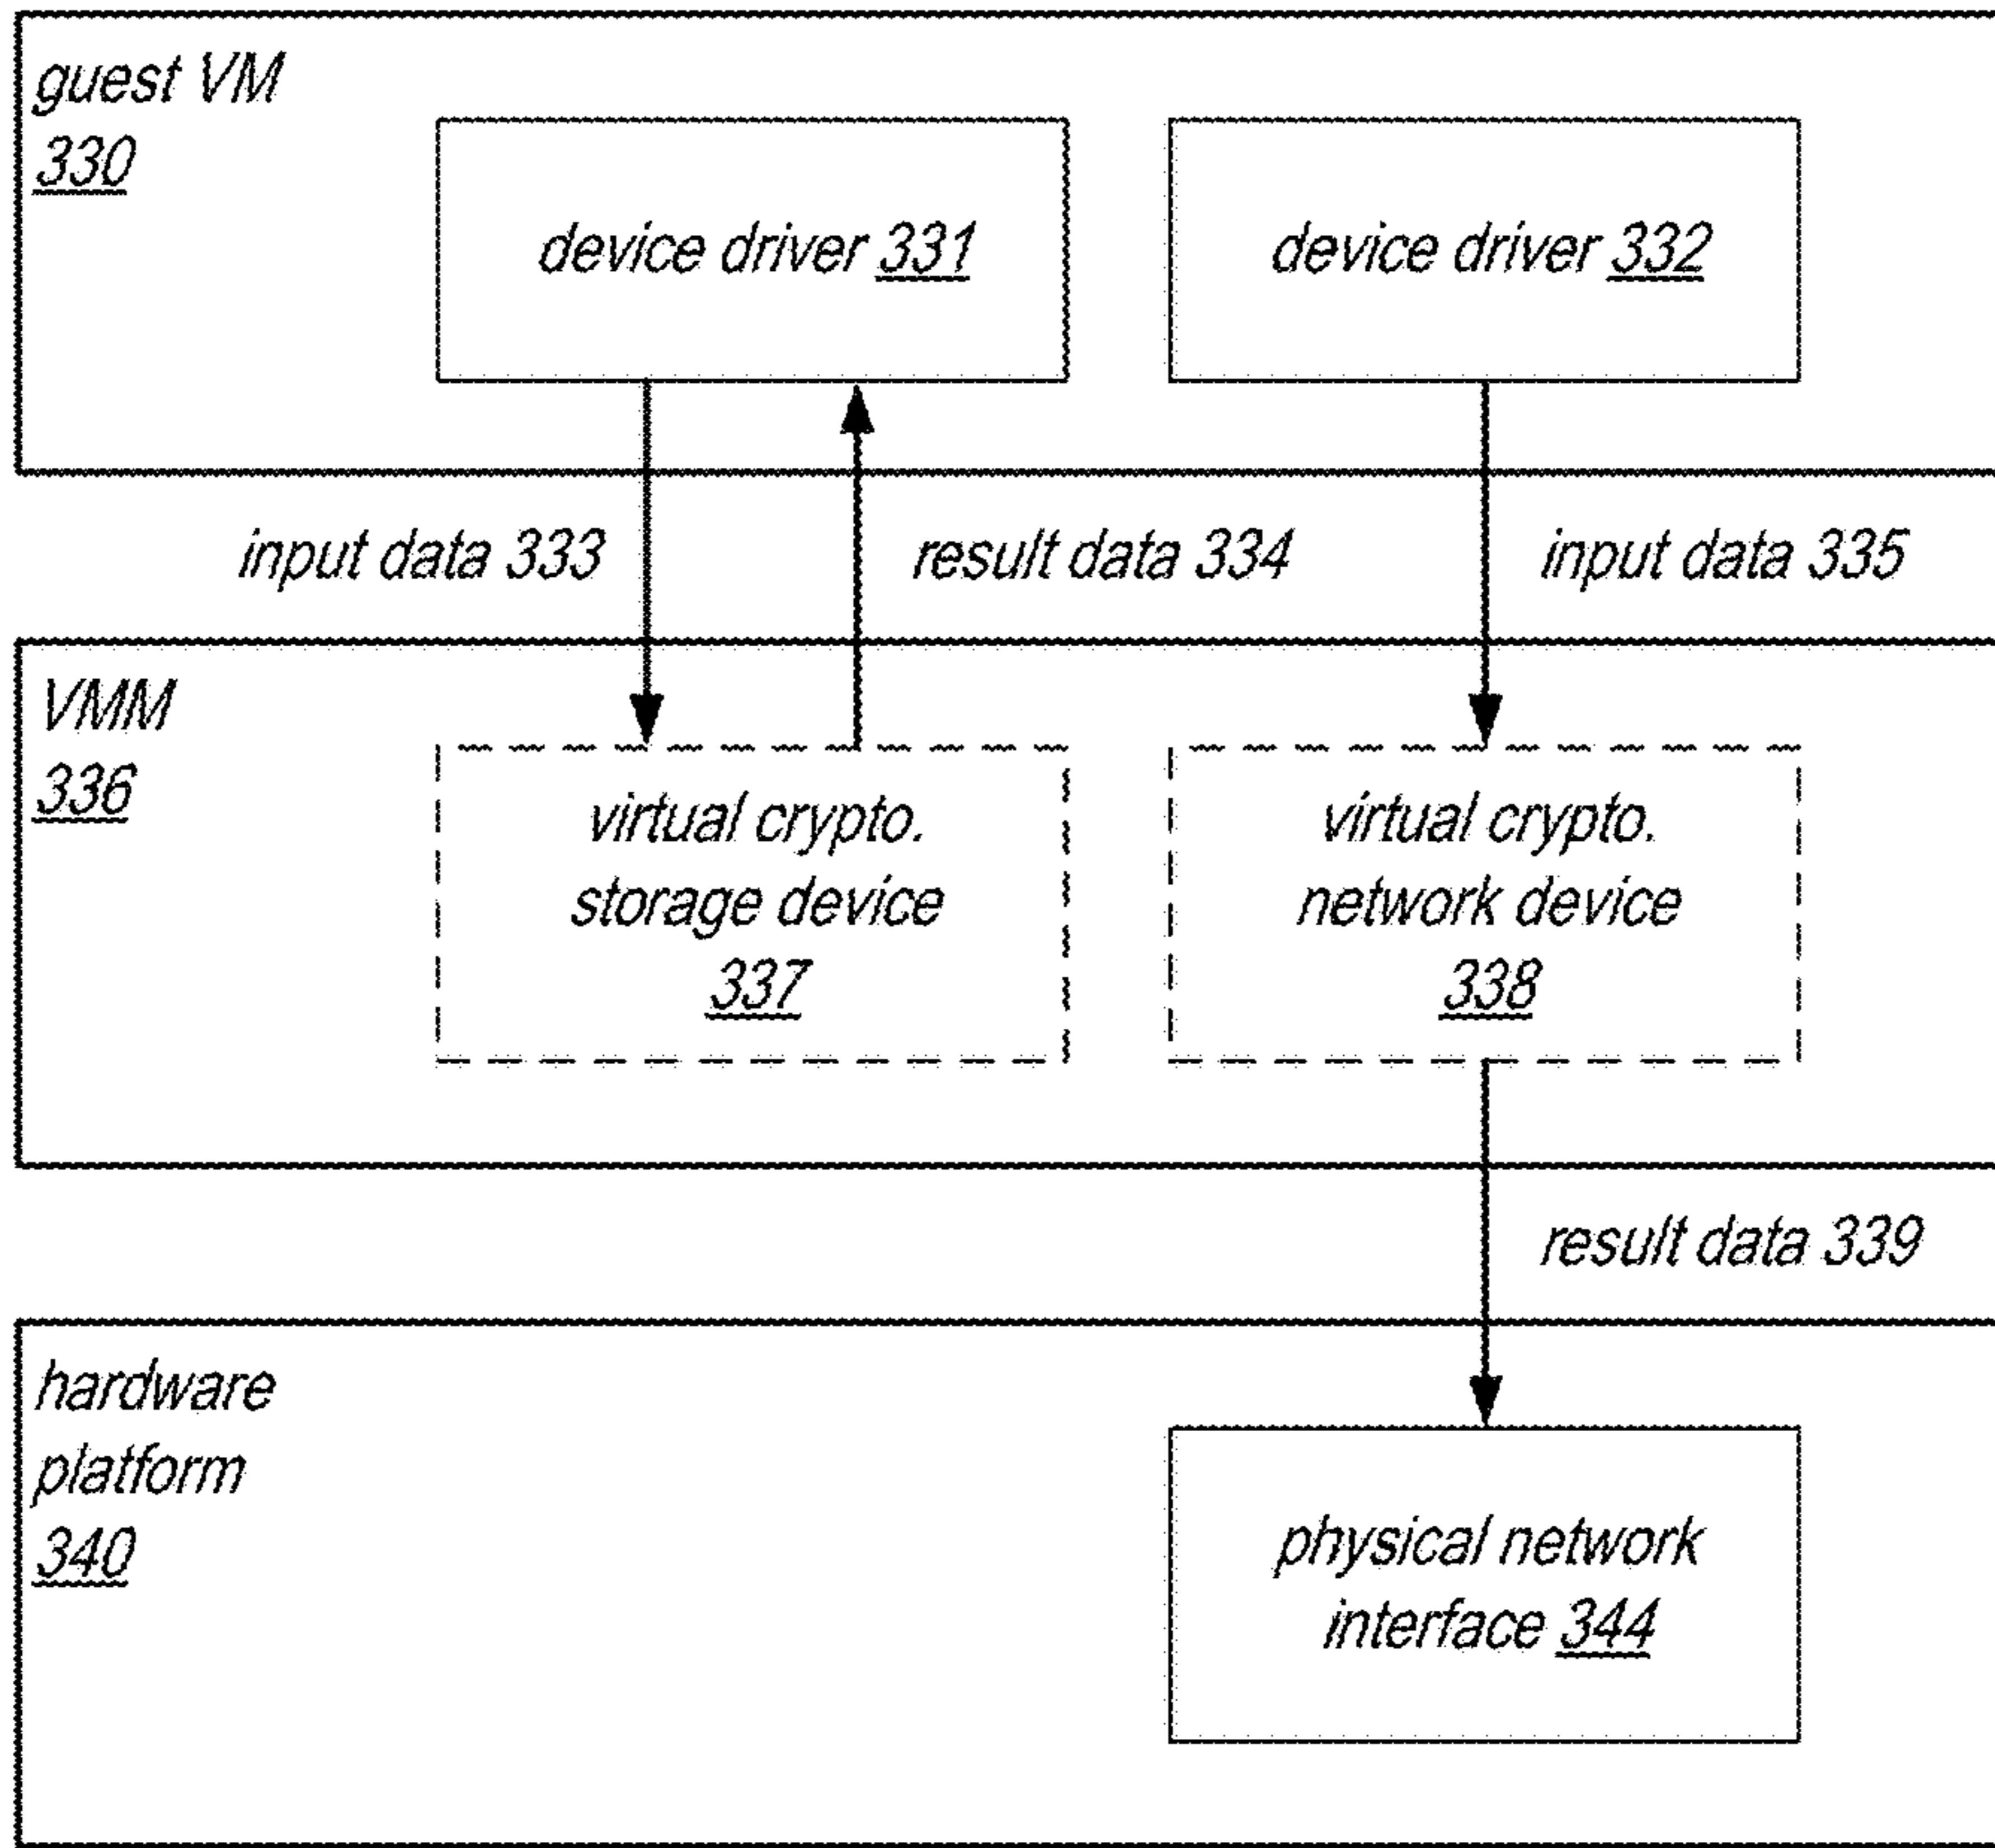 guest VM
330
device driver 331
device driver 332
input data 333
result data 334
input data 335
VMM
336
virtual crypto.
storage device
337
virtual crypto.
network device
338
result data 339
hardware
platform
340
physical network
interface 344